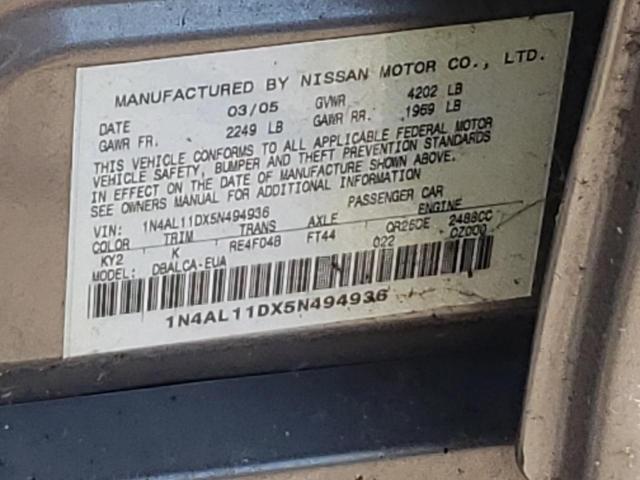 MANUFACTURED BY NISSAN MOTOR CO., LTD.
DATE 03/05 GVWR 4202 LB
GAWR FR. 2249 LB GAWR RR. 1969 LB
THIS VEHICLE CONFORMS TO ALL APPLICABLE FEDERAL MOTOR
VEHICLE SAFETY, BUMPER AND THEFT PREVENTION STANDARDS
IN EFFECT ON THE DATE OF MANUFACTURE SHOWN ABOVE.
SEE OWNERS MANUAL FOR ADDITIONAL INFORMATION
VIN: 1N4AL11DX5N494936 PASSENGER CAR
COLOR TRIM TRANS AXLE ENGINE
KY2 K RE4F04B FT44 QR25DE 2488CC
MODEL: DBALCA-EUA 022 0Z000
1N4AL11DX5N494936